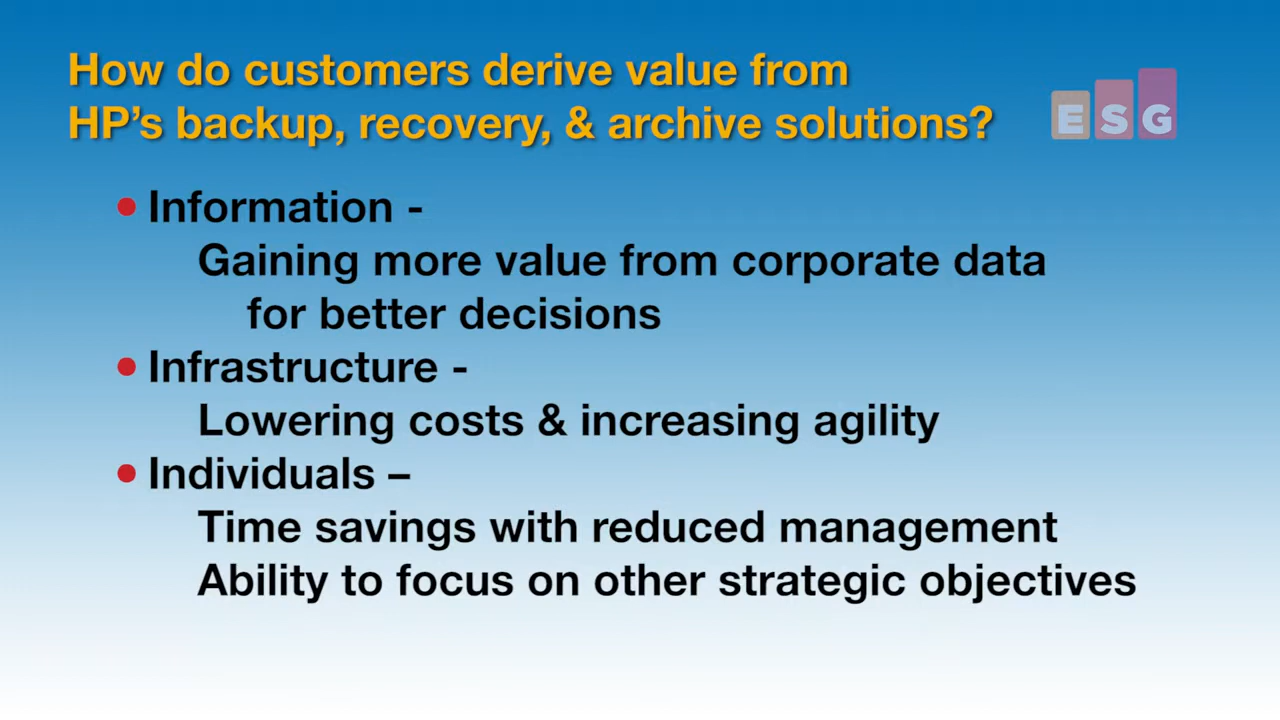 How do customers derive value from
HP’s backup, recovery, & archive solutions?
ESG
• Information -
Gaining more value from corporate data
for better decisions
• Infrastructure -
Lowering costs & increasing agility
• Individuals –
Time savings with reduced management
Ability to focus on other strategic objectives